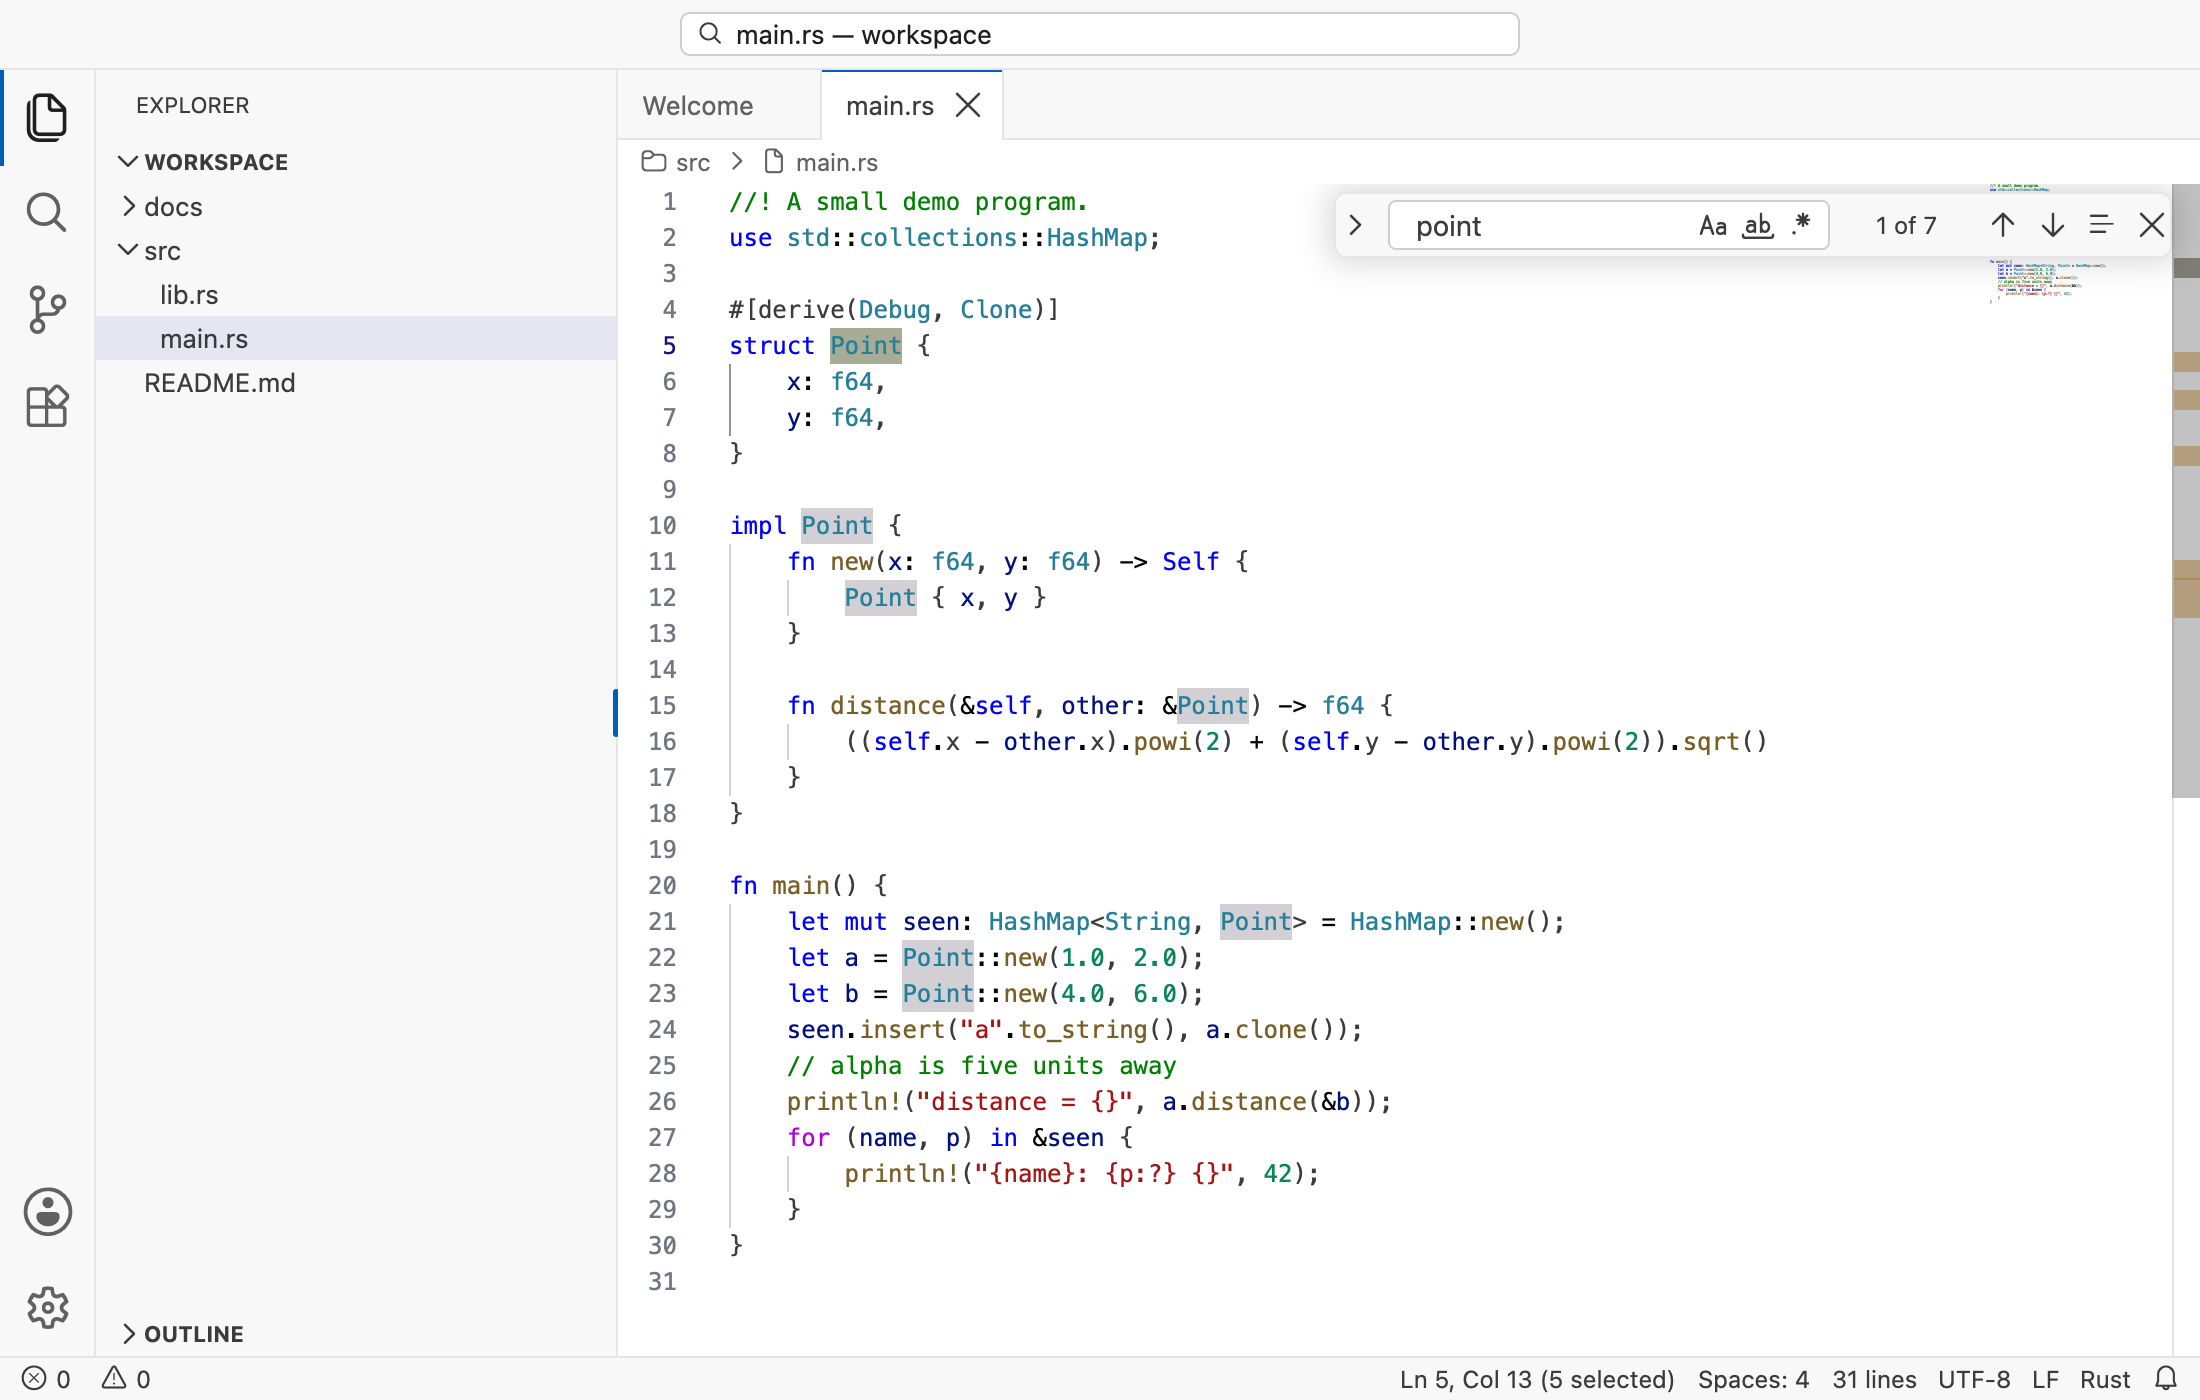 main.rs — workspace
EXPLORER
WORKSPACE
docs
src
lib.rs
main.rs
README.md
OUTLINE
Welcome
main.rs
src
main.rs
point
Aa
ab
.*
1 of 7
1 //! A small demo program.
2 use std::collections::HashMap;
3
4 #[derive(Debug, Clone)]
5 struct Point {
6     x: f64,
7     y: f64,
8 }
9
10 impl Point {
11     fn new(x: f64, y: f64) -> Self {
12         Point { x, y }
13     }
14
15     fn distance(&self, other: &Point) -> f64 {
16         ((self.x - other.x).powi(2) + (self.y - other.y).powi(2)).sqrt()
17     }
18 }
19
20 fn main() {
21     let mut seen: HashMap<String, Point> = HashMap::new();
22     let a = Point::new(1.0, 2.0);
23     let b = Point::new(4.0, 6.0);
24     seen.insert("a".to_string(), a.clone());
25     // alpha is five units away
26     println!("distance = {}", a.distance(&b));
27     for (name, p) in &seen {
28         println!("{name}: {p:?} {}", 42);
29     }
30 }
31
0 0 Ln 5, Col 13 (5 selected) Spaces: 4 31 lines UTF-8 LF Rust